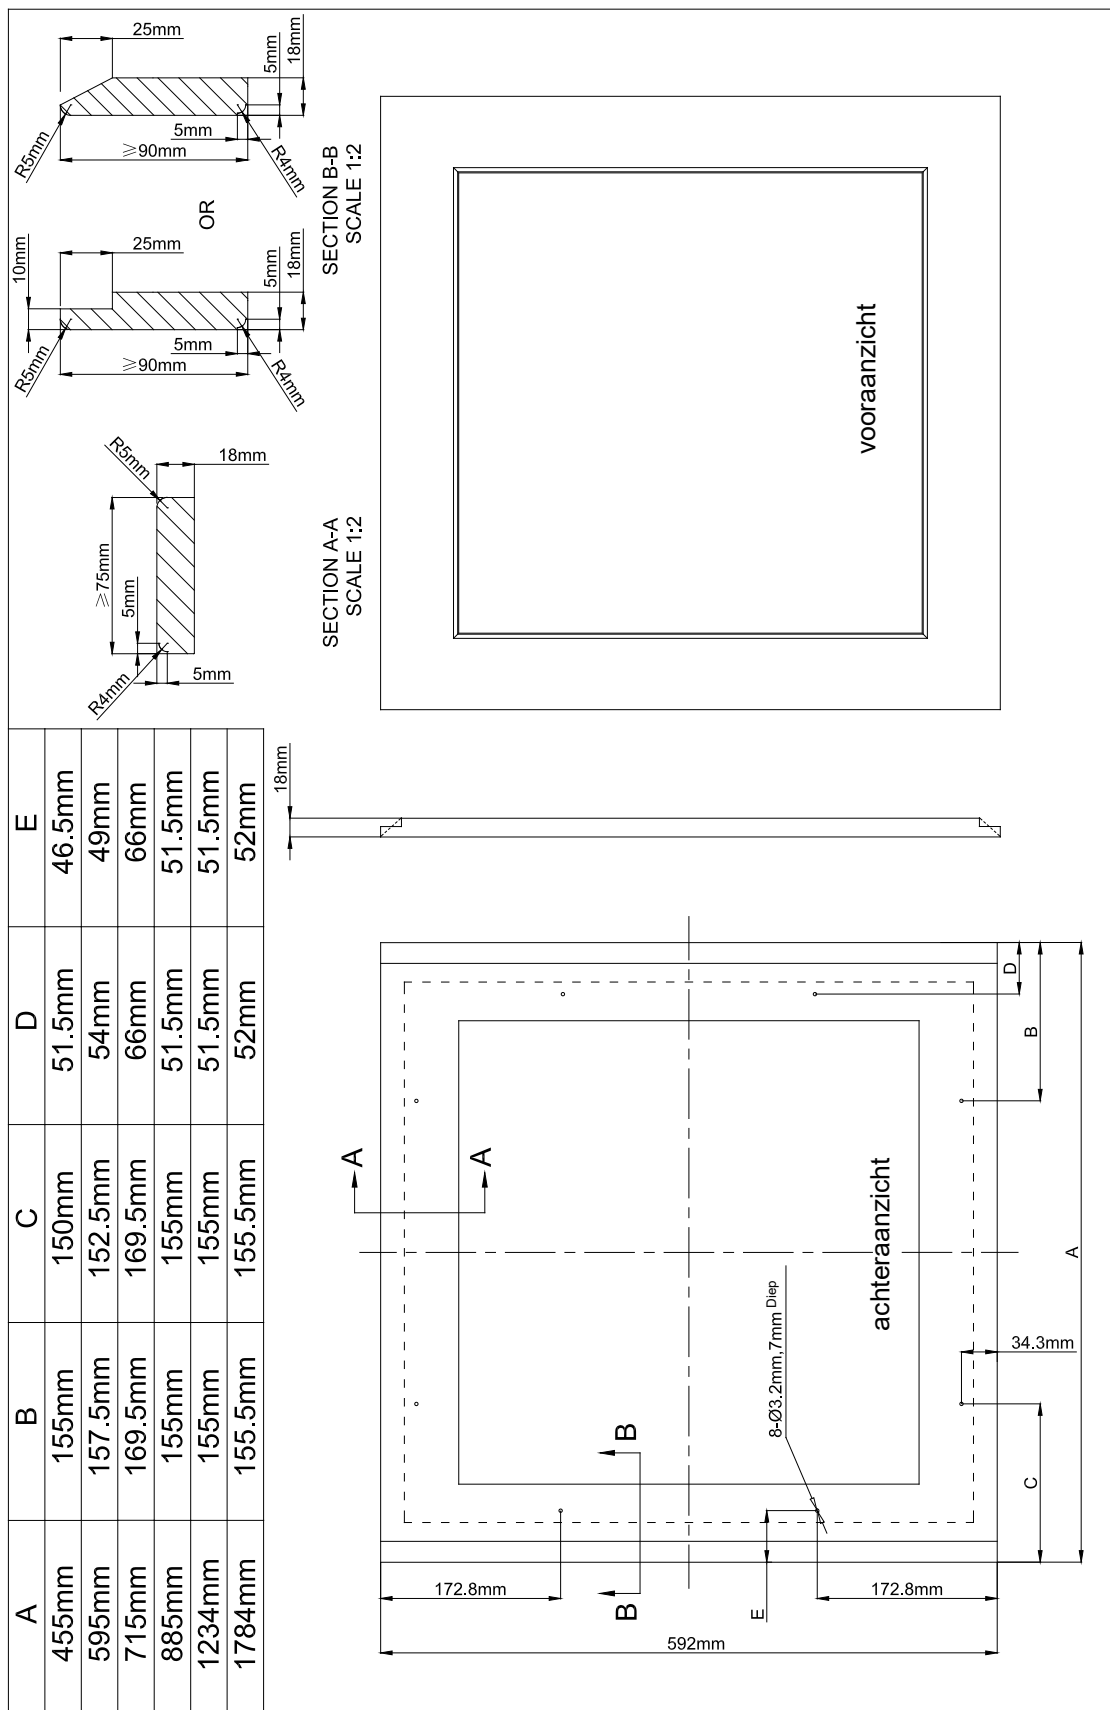 A B C D E
455mm 155mm 150mm 51.5mm 46.5mm
595mm 157.5mm 152.5mm 54mm 49mm
715mm 169.5mm 169.5mm 66mm 66mm
885mm 155mm 155mm 51.5mm 51.5mm
1234mm 155mm 155mm 51.5mm 51.5mm
1784mm 155.5mm 155.5mm 52mm 52mm
25mm
5mm
18mm
R5mm
5mm
≥90mm
R4mm
OR
10mm
25mm
5mm
18mm
R5mm
5mm
≥90mm
R4mm
SECTION B-B
SCALE 1:2
R5mm
18mm
≥75mm
5mm
R4mm
5mm
SECTION A-A
SCALE 1:2
vooraanzicht
18mm
D
B
A
A
A
achteraanzicht
8-Ø3.2mm,7mm Diep
34.3mm
C
B
B
E
172.8mm
172.8mm
592mm